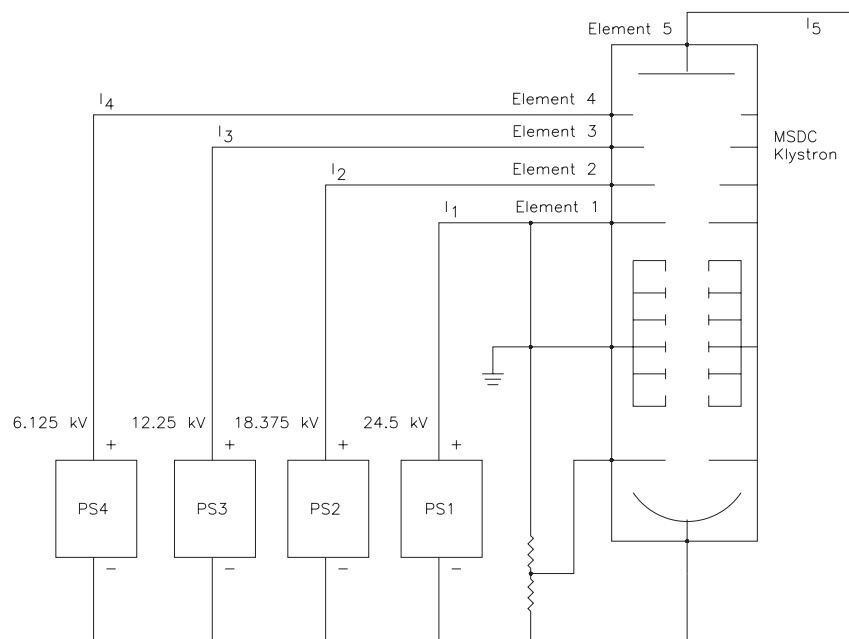 Element 5
I5
I4
Element 4
I3
Element 3
MSDC
Klystron
I2
Element 2
I1
Element 1
6.125 kV
12.25 kV
18.375 kV
24.5 kV
+
+
+
+
PS4
PS3
PS2
PS1
−
−
−
−